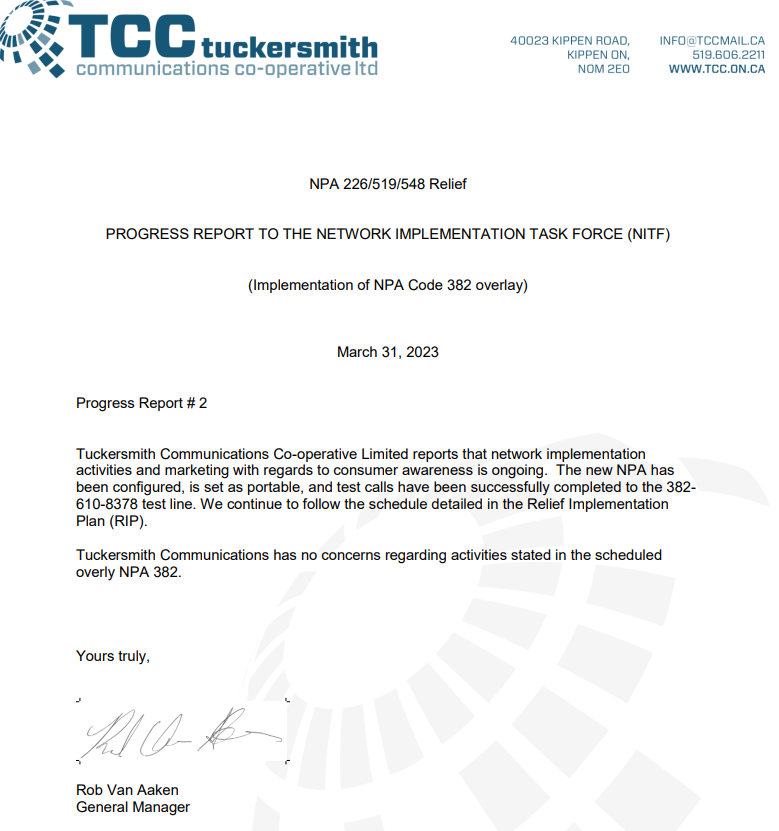 TCC tuckersmith
communications co-operative ltd
40023 KIPPEN ROAD,
KIPPEN ON,
N0M 2E0
INFO@TCCMAIL.CA
519.606.2211
WWW.TCC.ON.CA
NPA 226/519/548 Relief
PROGRESS REPORT TO THE NETWORK IMPLEMENTATION TASK FORCE (NITF)
(Implementation of NPA Code 382 overlay)
March 31, 2023
Progress Report # 2
Tuckersmith Communications Co-operative Limited reports that network implementation
activities and marketing with regards to consumer awareness is ongoing.  The new NPA has
been configured, is set as portable, and test calls have been successfully completed to the 382-
610-8378 test line. We continue to follow the schedule detailed in the Relief Implementation
Plan (RIP).
Tuckersmith Communications has no concerns regarding activities stated in the scheduled
overly NPA 382.
Yours truly,
Rob Van Aaken
General Manager